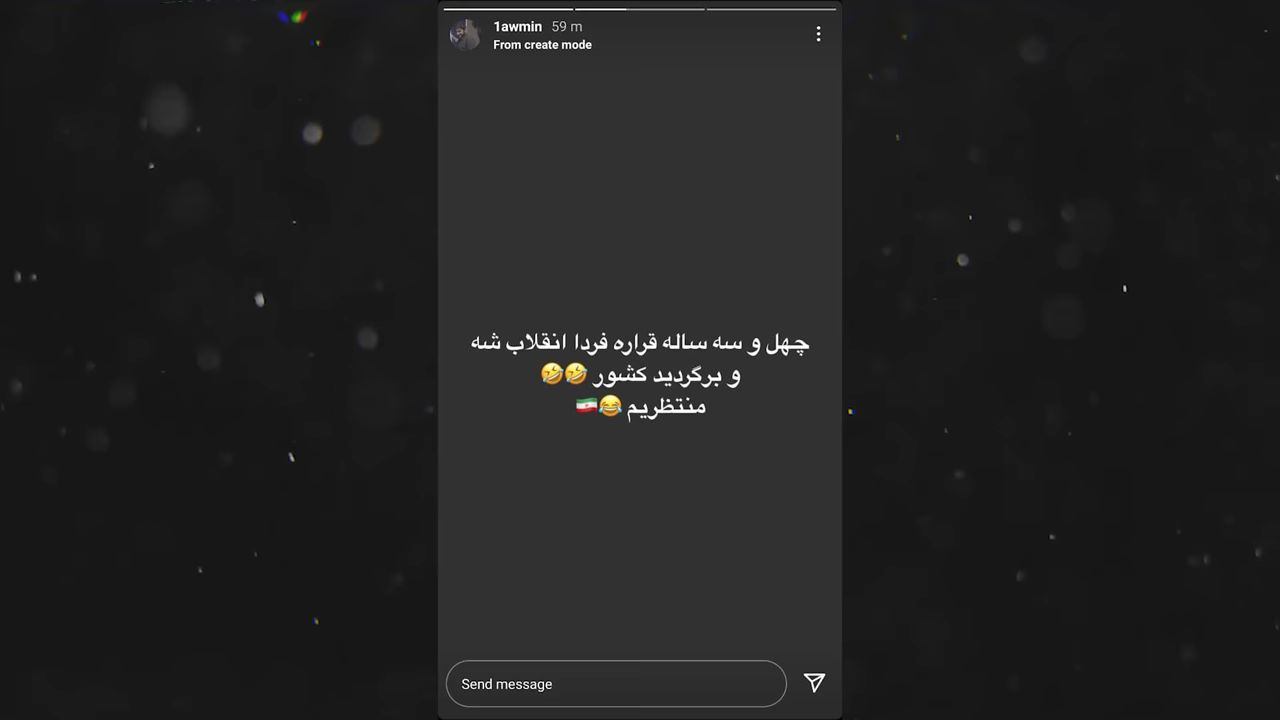 1awmin 59 m
From create mode
چهل و سه ساله قراره فردا انقلاب شه
و برگردید کشور 🤣🤣
منتظریم 😂🇮🇷
Send message